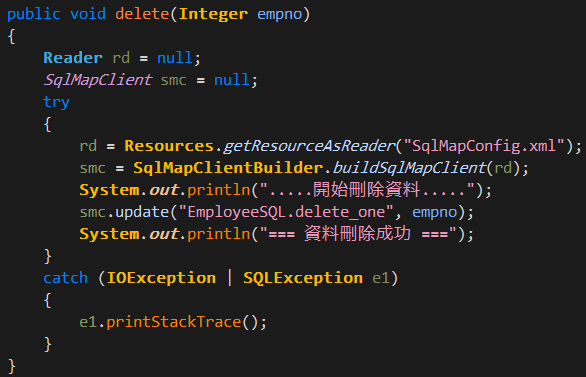 public void delete(Integer empno)
{
    Reader rd = null;
    SqlMapClient smc = null;
    try
    {
        rd = Resources.getResourceAsReader("SqlMapConfig.xml");
        smc = SqlMapClientBuilder.buildSqlMapClient(rd);
        System.out.println(".....開始刪除資料.....");
        smc.update("EmployeeSQL.delete_one", empno);
        System.out.println("=== 資料刪除成功 ===");
    }
    catch (IOException | SQLException e1)
    {
        e1.printStackTrace();
    }
}